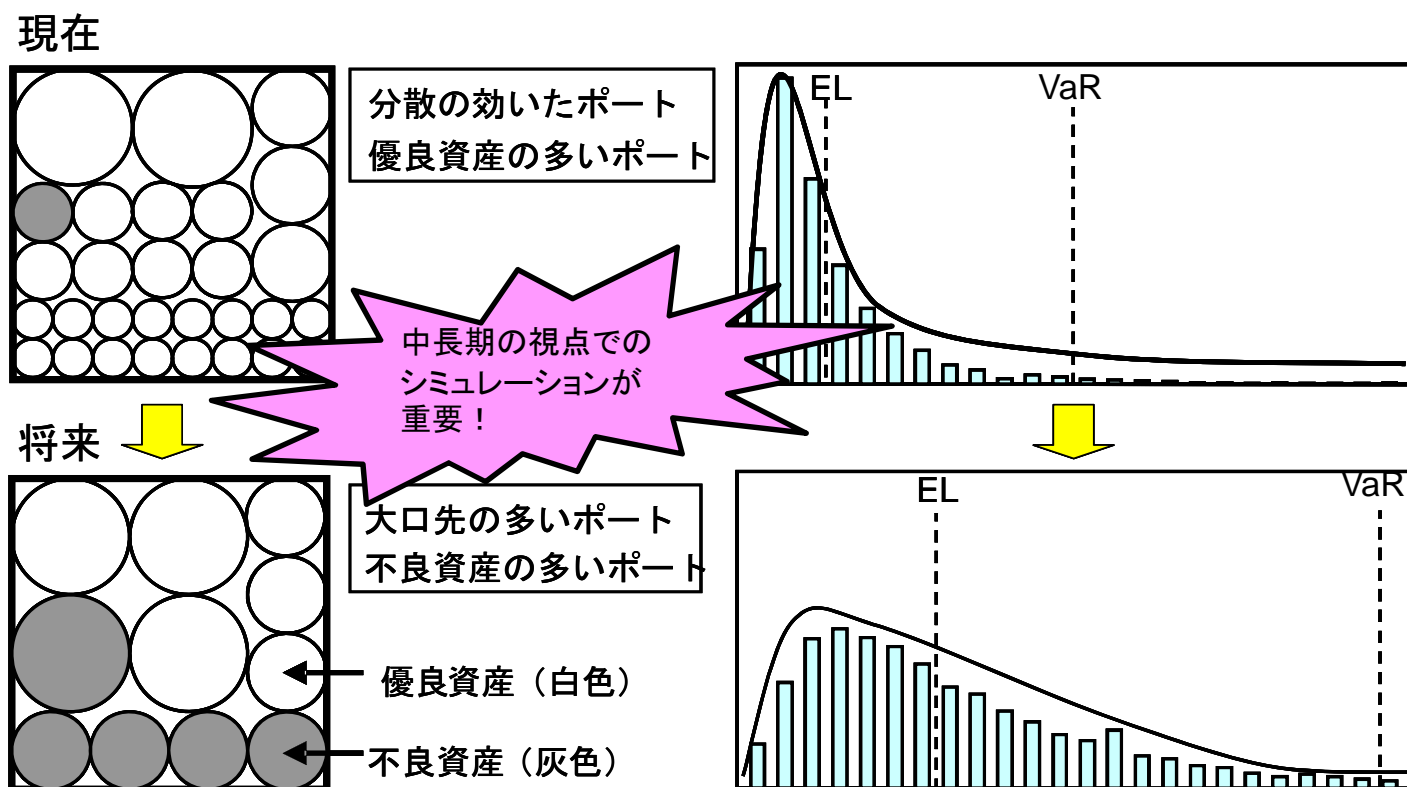 現在
分散の効いたポート
優良資産の多いポート
EL
VaR
中長期の視点での
シミュレーションが
重要！
将来
大口先の多いポート
不良資産の多いポート
EL
VaR
優良資産（白色）
不良資産（灰色）